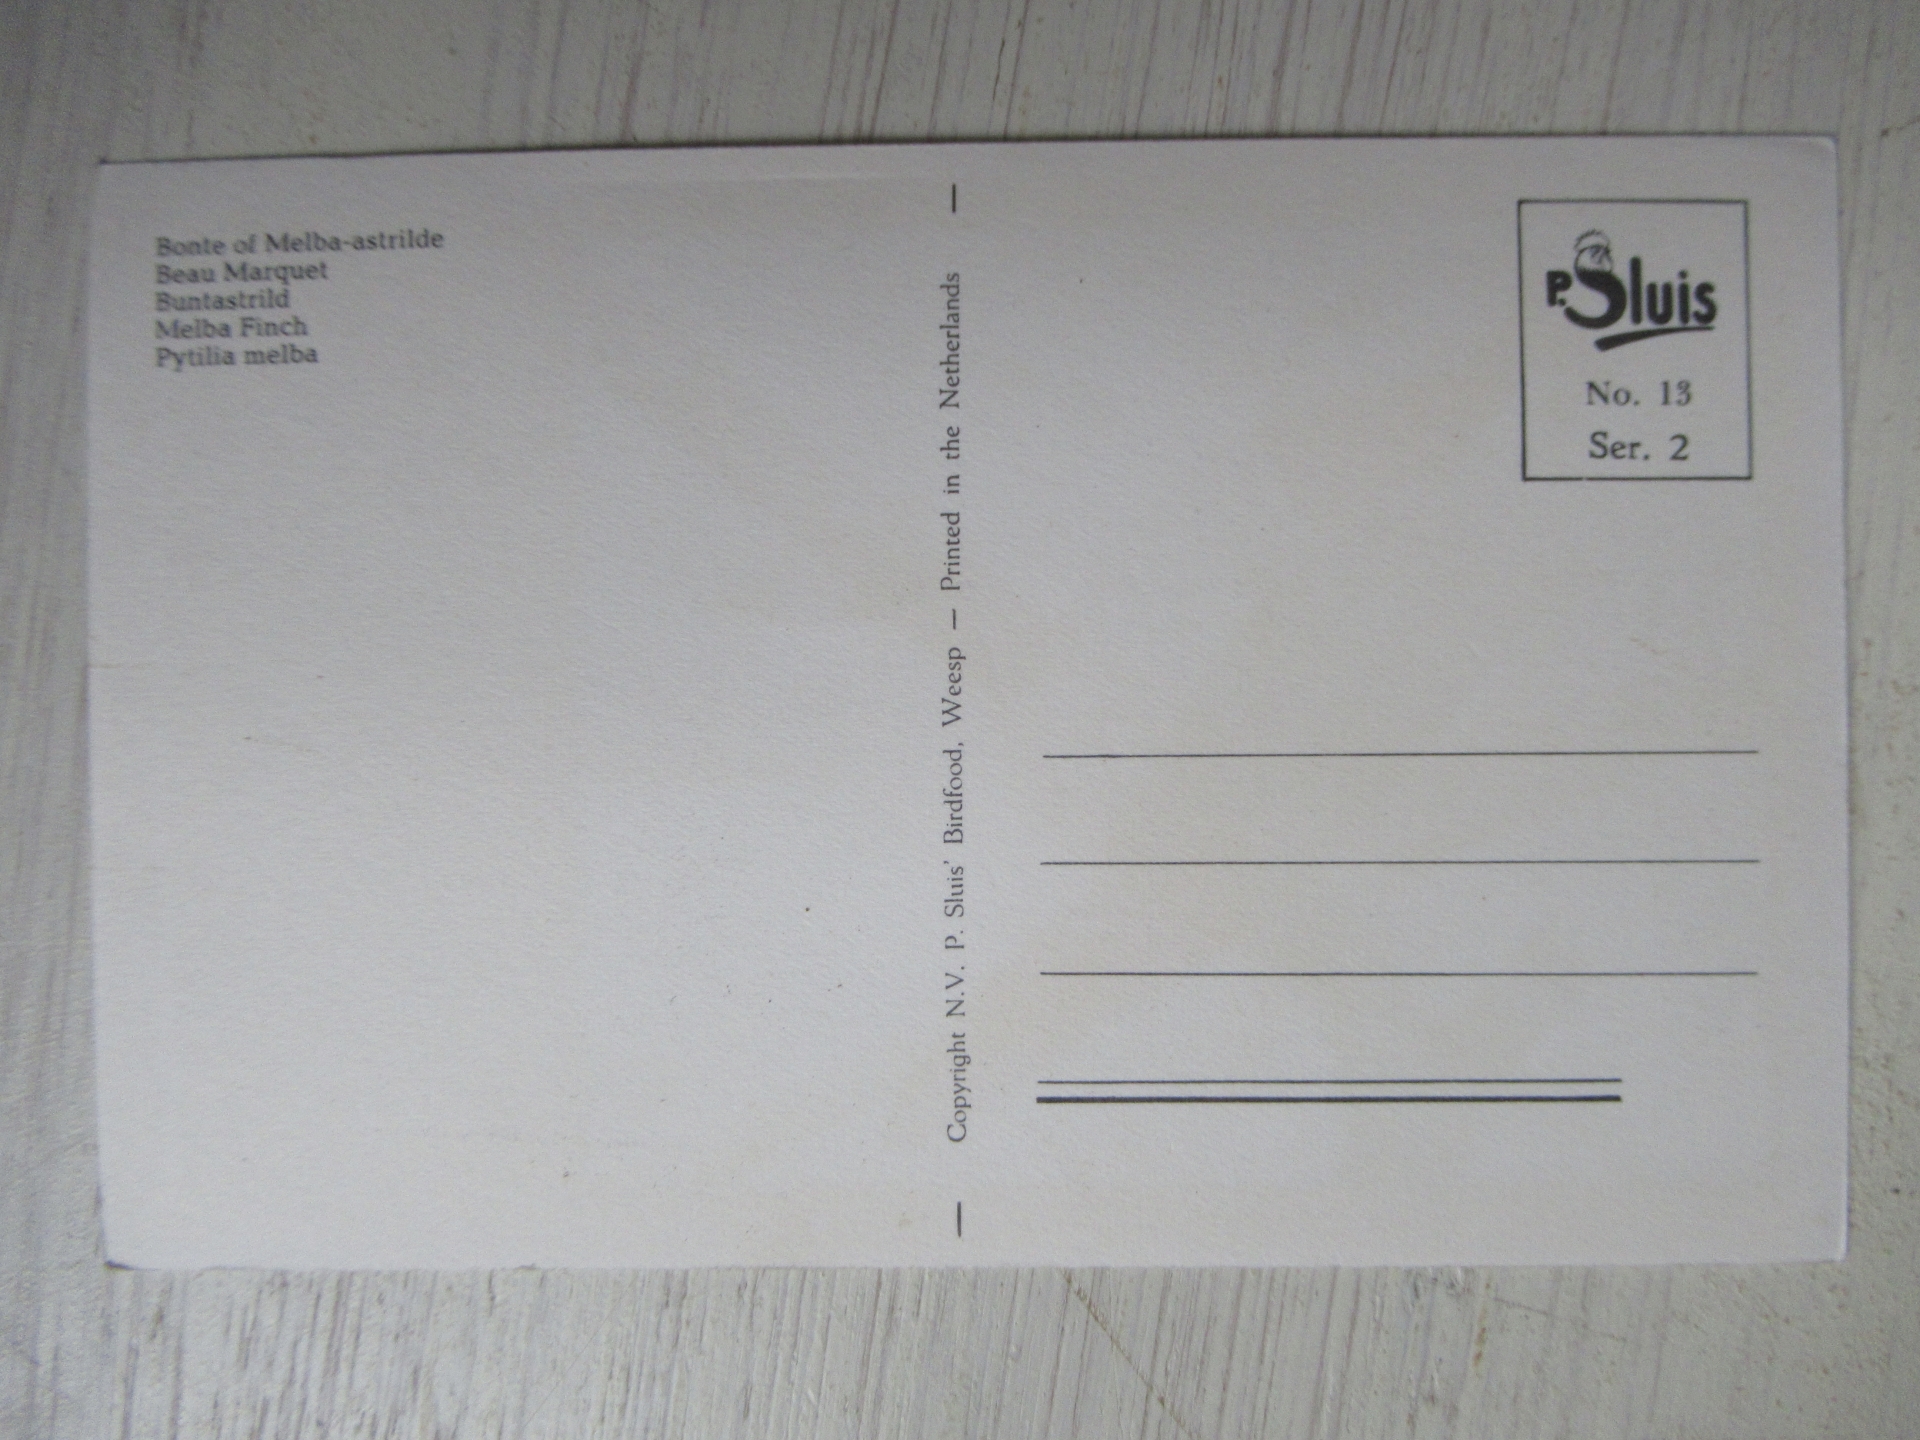 Bonte of Melba-astrilde
Beau Marquet
Buntastrild
Melba Finch
Pytilia melba
Copyright N.V. P. Sluis' Birdfood, Weesp — Printed in the Netherlands
P. Sluis
No. 13
Ser. 2